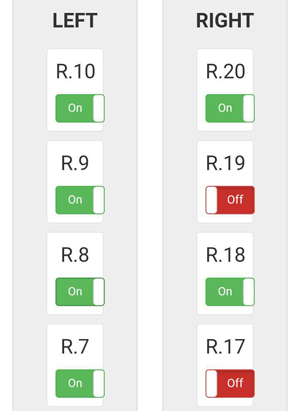 LEFT
R.10
On
R.9
On
R.8
On
R.7
On
RIGHT
R.20
On
R.19
Off
R.18
On
R.17
Off